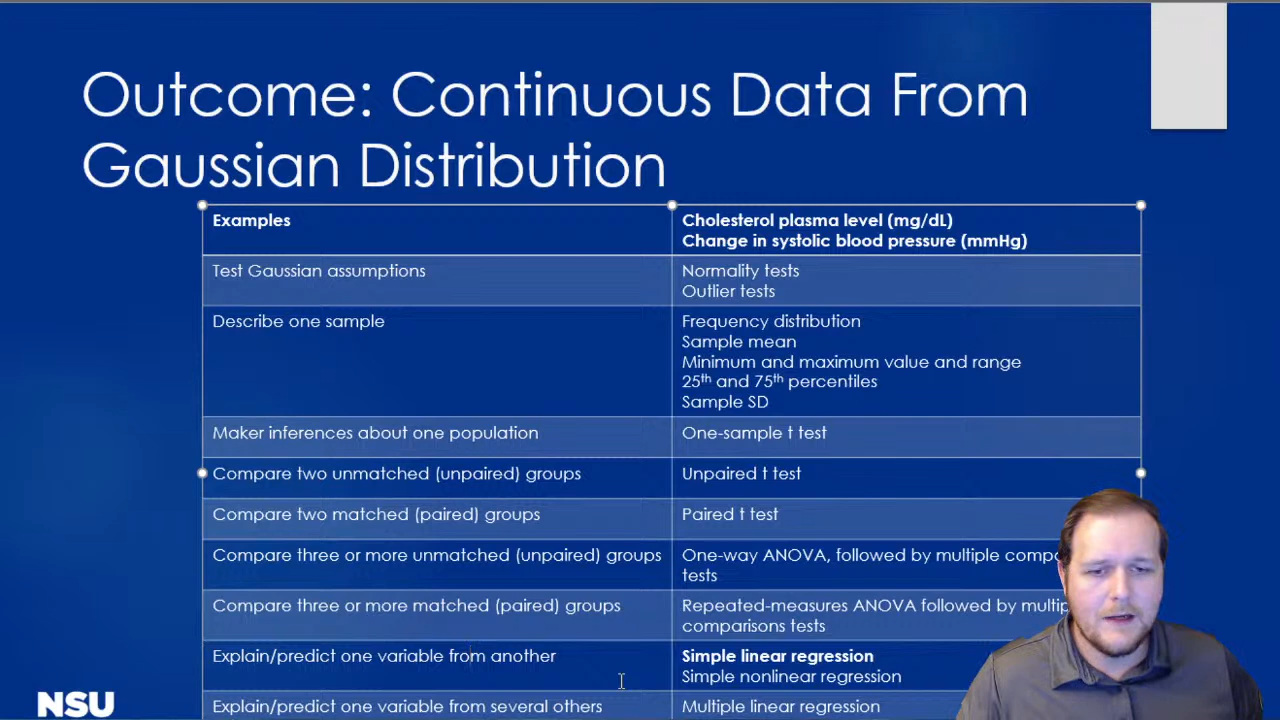 Outcome: Continuous Data From
Gaussian Distribution
Examples
Cholesterol plasma level (mg/dL)
Change in systolic blood pressure (mmHg)
Test Gaussian assumptions
Normality tests
Outlier tests
Describe one sample
Frequency distribution
Sample mean
Minimum and maximum value and range
25th and 75th percentiles
Sample SD
Maker inferences about one population
One-sample t test
Compare two unmatched (unpaired) groups
Unpaired t test
Compare two matched (paired) groups
Paired t test
Compare three or more unmatched (unpaired) groups
One-way ANOVA, followed by multiple
tests
Compare three or more matched (paired) groups
Repeated-measures ANOVA followed by
comparisons tests
Explain/predict one variable from another
Simple linear regression
Simple nonlinear regression
Explain/predict one variable from several others
Multiple linear regression
NSU